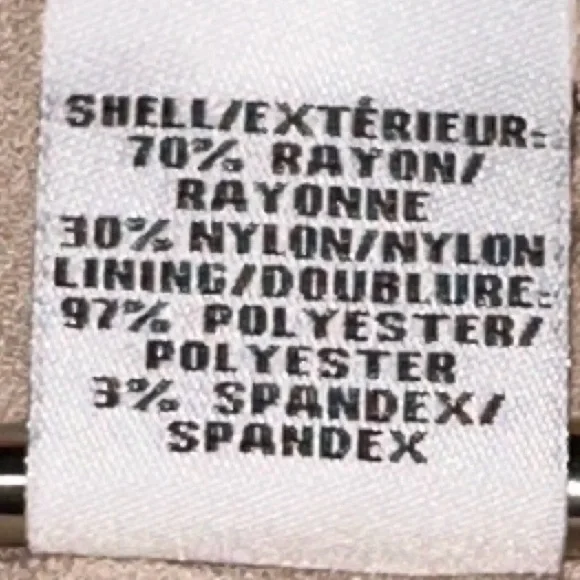 SHELL/EXTÉRIEUR:
70% RAYON/
RAYONNE
30% NYLON/NYLON
LINING/DOUBLURE:
97% POLYESTER/
POLYESTER
3% SPANDEX/
SPANDEX